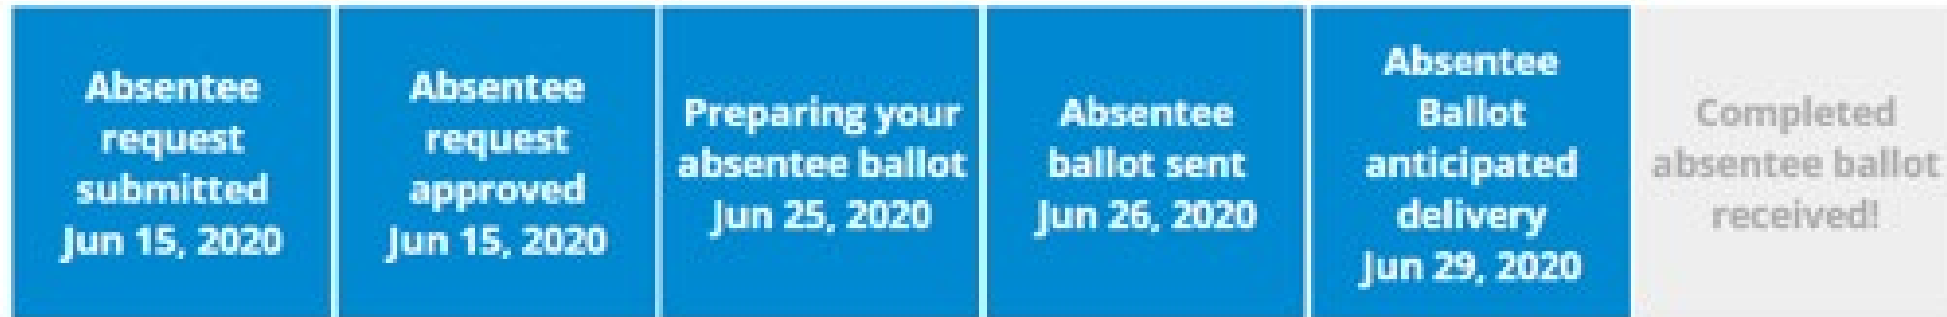 Absentee
request
submitted
Jun 15, 2020
Absentee
request
approved
Jun 15, 2020
Preparing your
absentee ballot
Jun 25, 2020
Absentee
ballot sent
Jun 26, 2020
Absentee
Ballot
anticipated
delivery
Jun 29, 2020
Completed
absentee ballot
received!